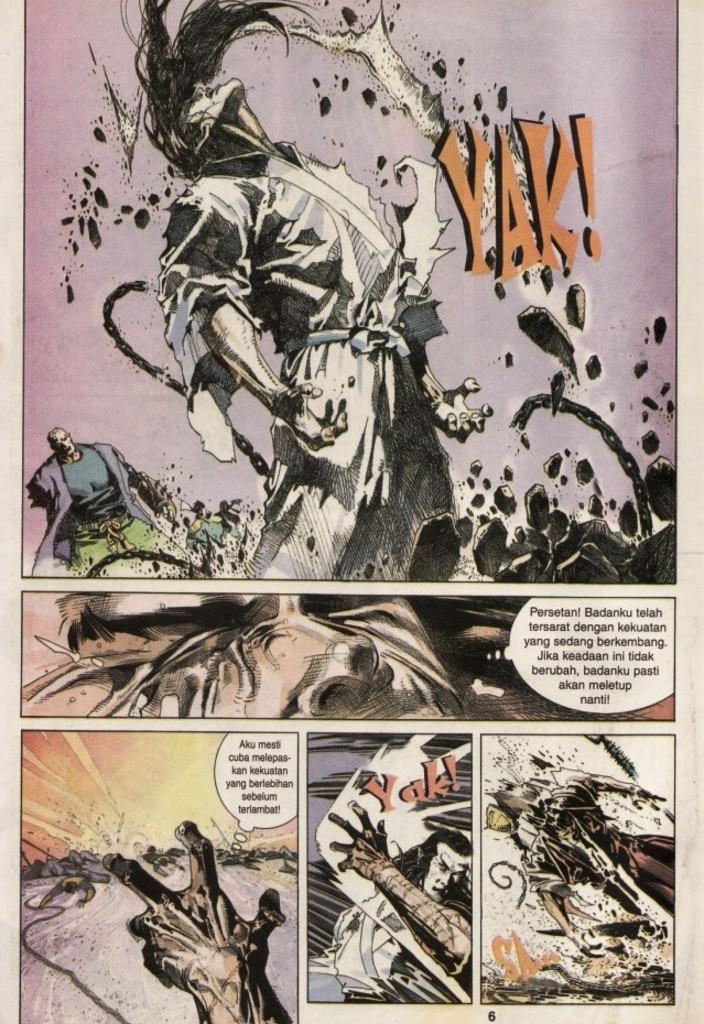 YAK!
Persetan! Badanku telah
tersarat dengan kekuatan
yang sedang berkembang.
Jika keadaan ini tidak
berubah, badanku pasti
akan meletup
nanti!
Aku mesti
cuba melepas-
kan kekuatan
yang berlebihan
sebelum
terlambat!
Yak!
SA...
6